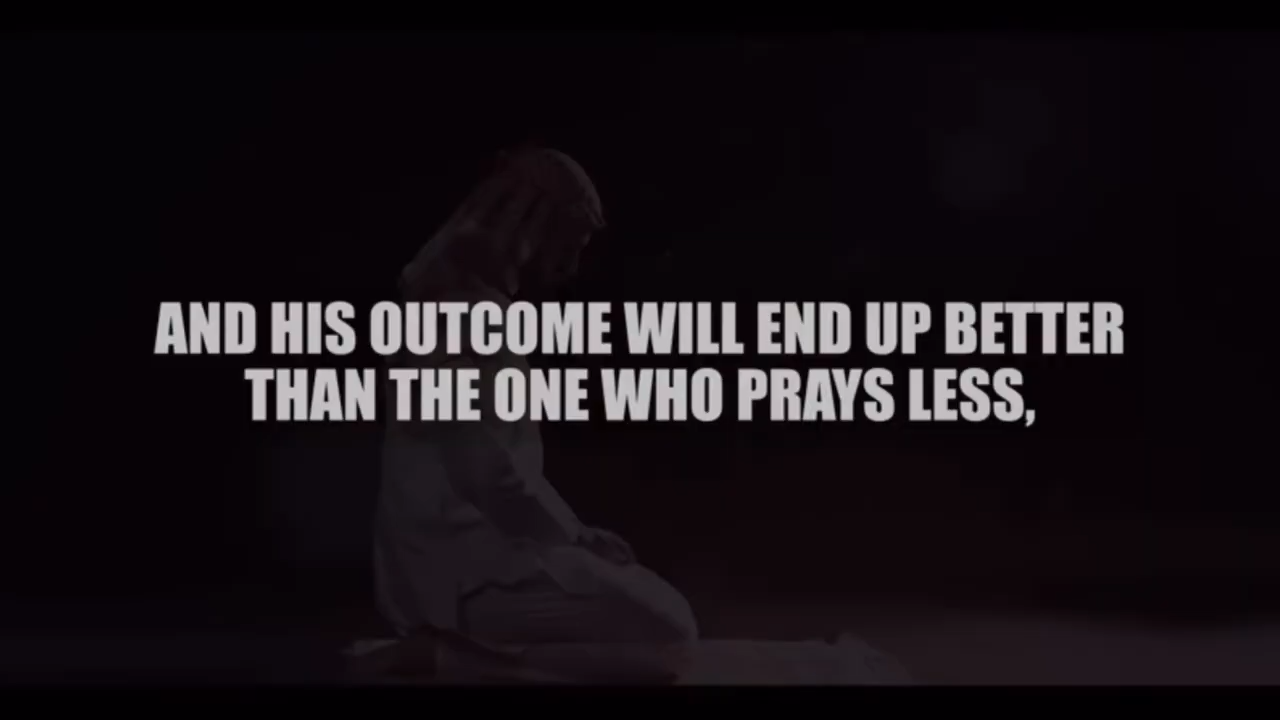 AND HIS OUTCOME WILL END UP BETTER
THAN THE ONE WHO PRAYS LESS,